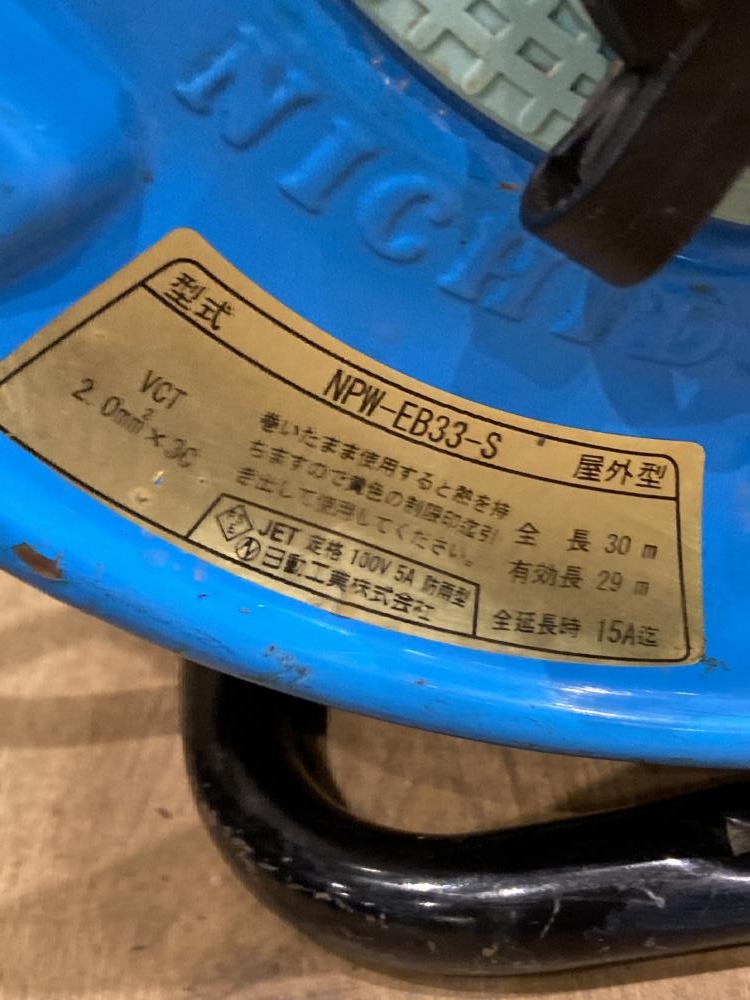 NICHIDO
型式 NPW-EB33-S 屋外型
VCT
2.0mm²×3C
巻いたまま使用すると熱を持
ちますので黄色の制限印迄引
き出して使用してください。
全長 30m
有効長 29m
全延長時 15A迄
JET 定格 100V 5A 防雨型
日動工業株式会社